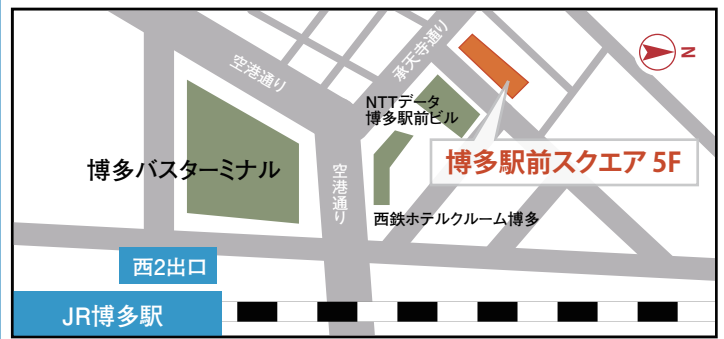 空港通り
承天寺通り
N
NTTデータ
博多駅前ビル
博多バスターミナル
空港通り
博多駅前スクエア 5F
西鉄ホテルクルーム博多
西2出口
JR博多駅